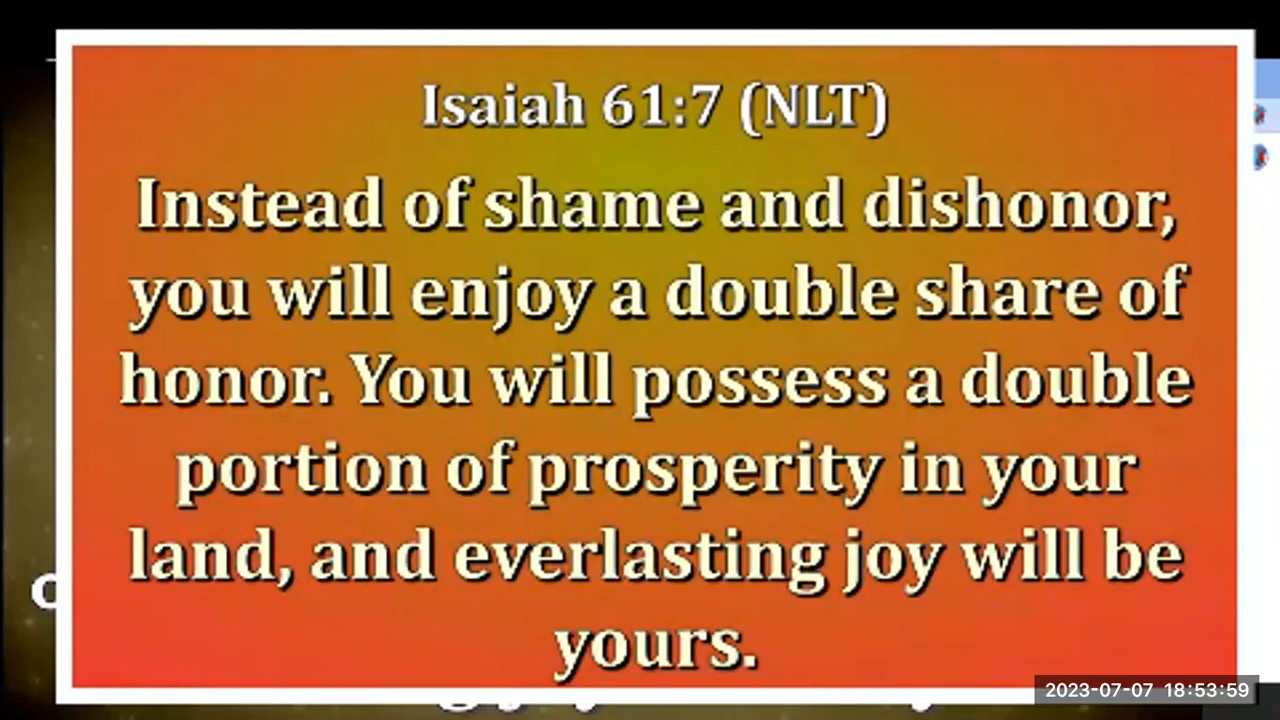 Isaiah 61:7 (NLT)
Instead of shame and dishonor,
you will enjoy a double share of
honor. You will possess a double
portion of prosperity in your
land, and everlasting joy will be
yours.
2023-07-07 18:53:59